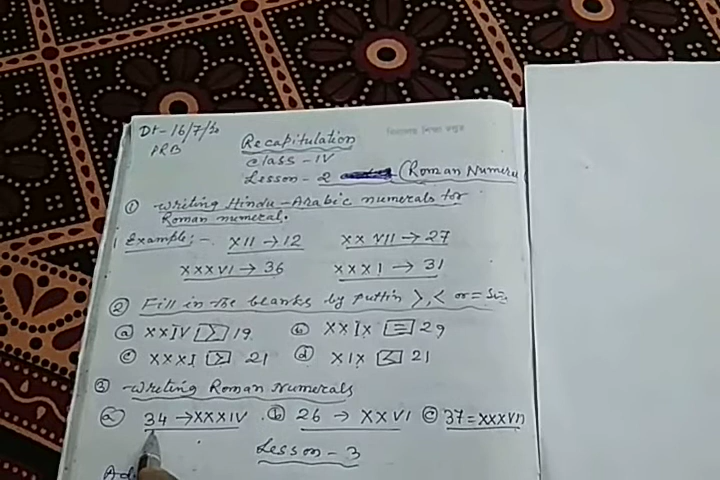 Dt - 16/7/20
PRB
Recapitulation
Class - IV
Lesson - 2 (Roman Numeru
① Writing Hindu-Arabic numerals for
Roman numeral.
Example:- XII → 12 XXVII → 27
XXXVI → 36 XXXI → 31
② Fill in the blanks by puttin >, < or =
ⓐ XXIV > 19 ⓑ XXIX = 29
ⓒ XXXI > 21 ⓓ XIX < 21
③ Writing Roman Numerals
ⓐ 34 → XXXIV ⓑ 26 → XXVI ⓒ 37 = XXXVII
Lesson - 3